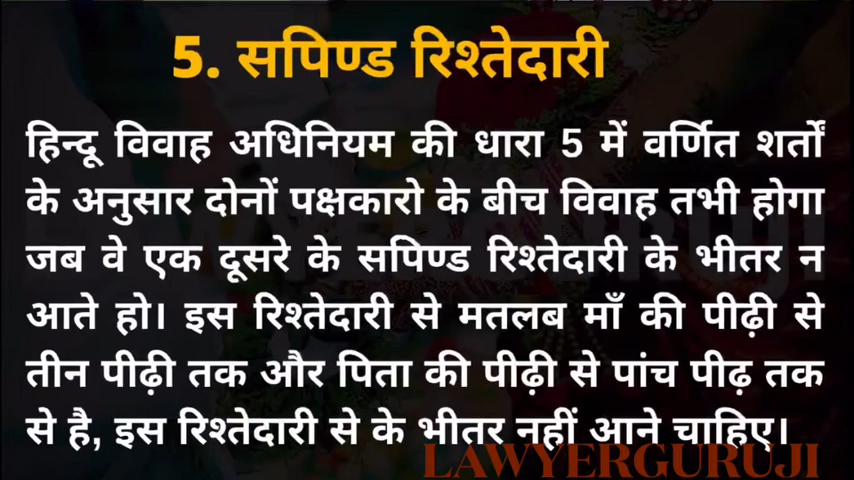 5. सपिण्ड रिश्तेदारी
हिन्दू विवाह अधिनियम की धारा 5 में वर्णित शर्तों
के अनुसार दोनों पक्षकारो के बीच विवाह तभी होगा
जब वे एक दूसरे के सपिण्ड रिश्तेदारी के भीतर न
आते हो। इस रिश्तेदारी से मतलब माँ की पीढ़ी से
तीन पीढ़ी तक और पिता की पीढ़ी से पांच पीढ़ तक
से है, इस रिश्तेदारी से के भीतर नहीं आने चाहिए।
LAWYERGURUJI